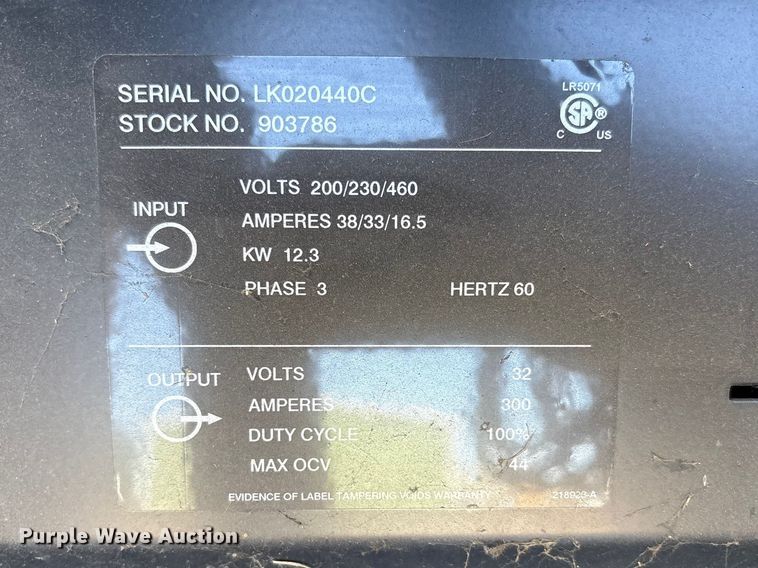 LR5071
SERIAL NO. LK020440C
STOCK NO. 903786
SA ®
C US
INPUT
VOLTS 200/230/460
AMPERES 38/33/16.5
KW 12.3
PHASE 3 HERTZ 60
OUTPUT
VOLTS 32
AMPERES 300
DUTY CYCLE 100%
MAX OCV 44
EVIDENCE OF LABEL TAMPERING VOIDS WARRANTY 218923-A
Purple Wave Auction